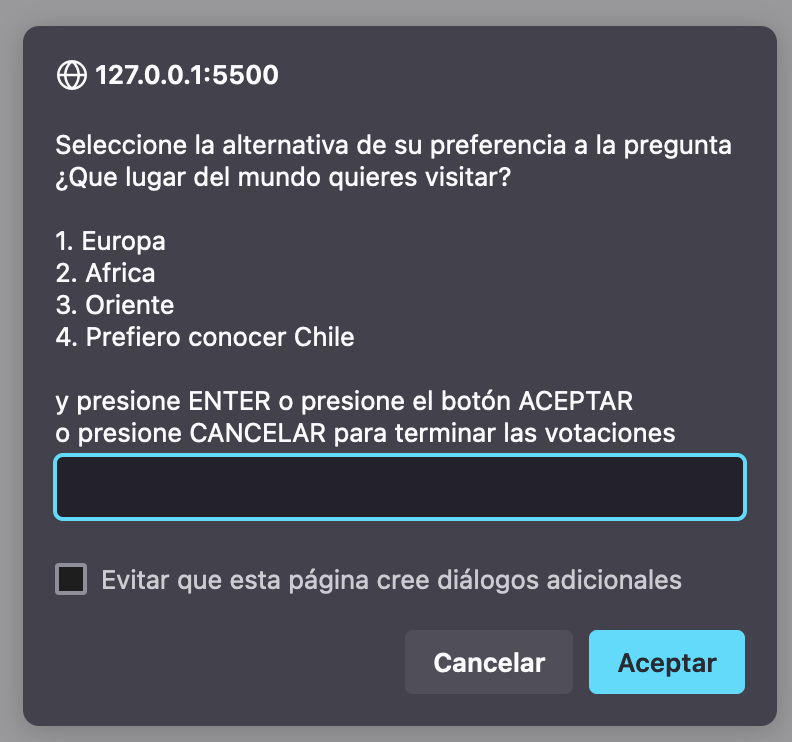 127.0.0.1:5500
Seleccione la alternativa de su preferencia a la pregunta
¿Que lugar del mundo quieres visitar?
1. Europa
2. Africa
3. Oriente
4. Prefiero conocer Chile
y presione ENTER o presione el botón ACEPTAR
o presione CANCELAR para terminar las votaciones
Evitar que esta página cree diálogos adicionales
Cancelar
Aceptar